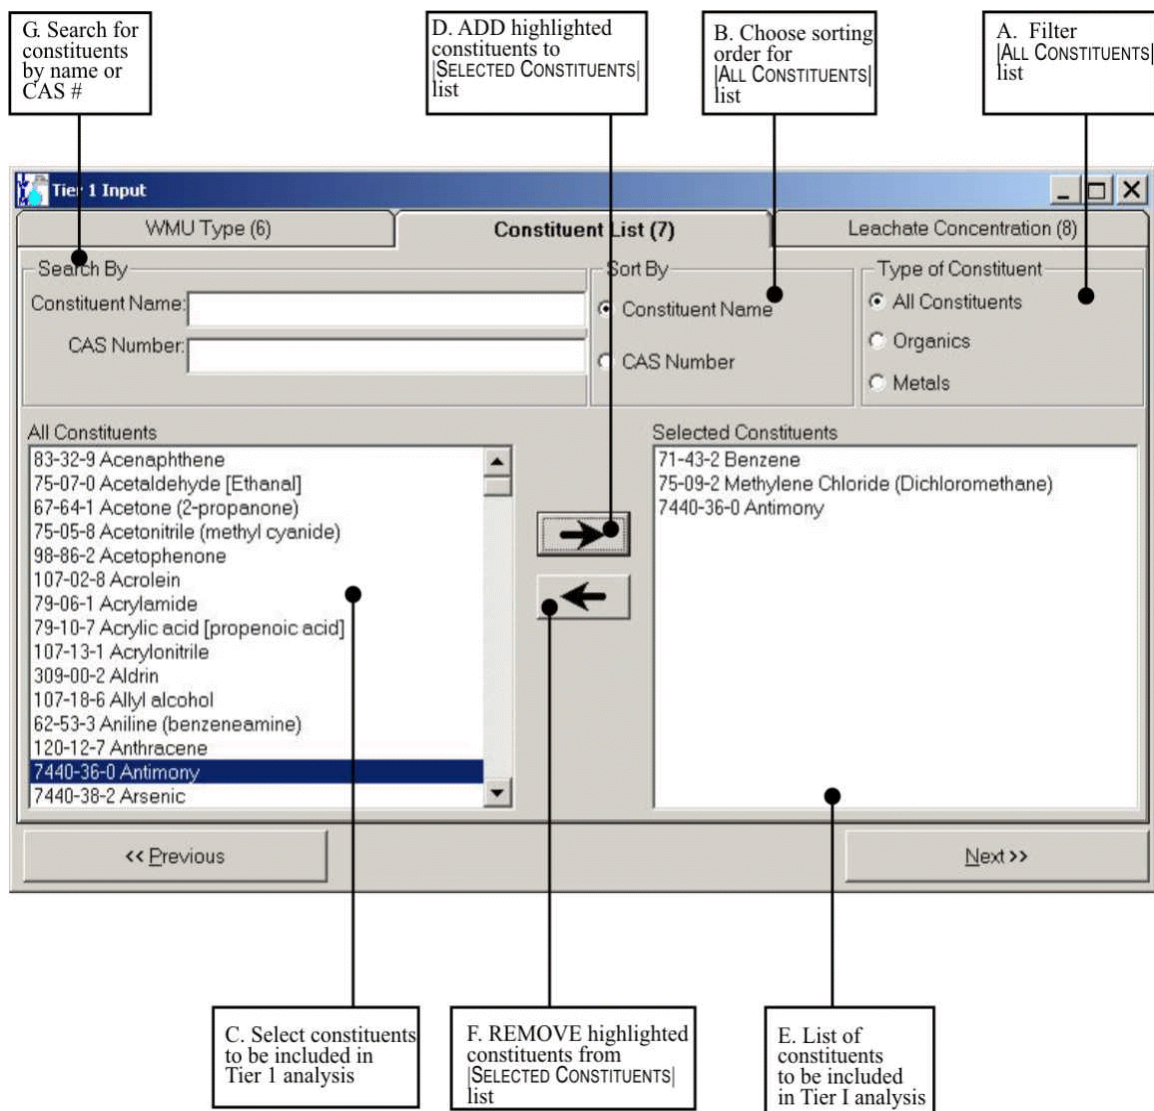 G. Search for
constituents
by name or
CAS #
D. ADD highlighted
constituents to
|SELECTED CONSTITUENTS|
list
B. Choose sorting
order for
|ALL CONSTITUENTS|
list
A. Filter
|ALL CONSTITUENTS|
list
Tier 1 Input
WMU Type (6)
Constituent List (7)
Leachate Concentration (8)
Search By
Constituent Name:
CAS Number:
Sort By
Constituent Name
CAS Number
Type of Constituent
All Constituents
Organics
Metals
All Constituents
83-32-9 Acenaphthene
75-07-0 Acetaldehyde [Ethanal]
67-64-1 Acetone (2-propanone)
75-05-8 Acetonitrile (methyl cyanide)
98-86-2 Acetophenone
107-02-8 Acrolein
79-06-1 Acrylamide
79-10-7 Acrylic acid [propenoic acid]
107-13-1 Acrylonitrile
309-00-2 Aldrin
107-18-6 Allyl alcohol
62-53-3 Aniline (benzeneamine)
120-12-7 Anthracene
7440-36-0 Antimony
7440-38-2 Arsenic
Selected Constituents
71-43-2 Benzene
75-09-2 Methylene Chloride (Dichloromethane)
7440-36-0 Antimony
<< Previous
Next >>
C. Select constituents
to be included in
Tier 1 analysis
F. REMOVE highlighted
constituents from
|SELECTED CONSTITUENTS|
list
E. List of
constituents
to be included
in Tier I analysis